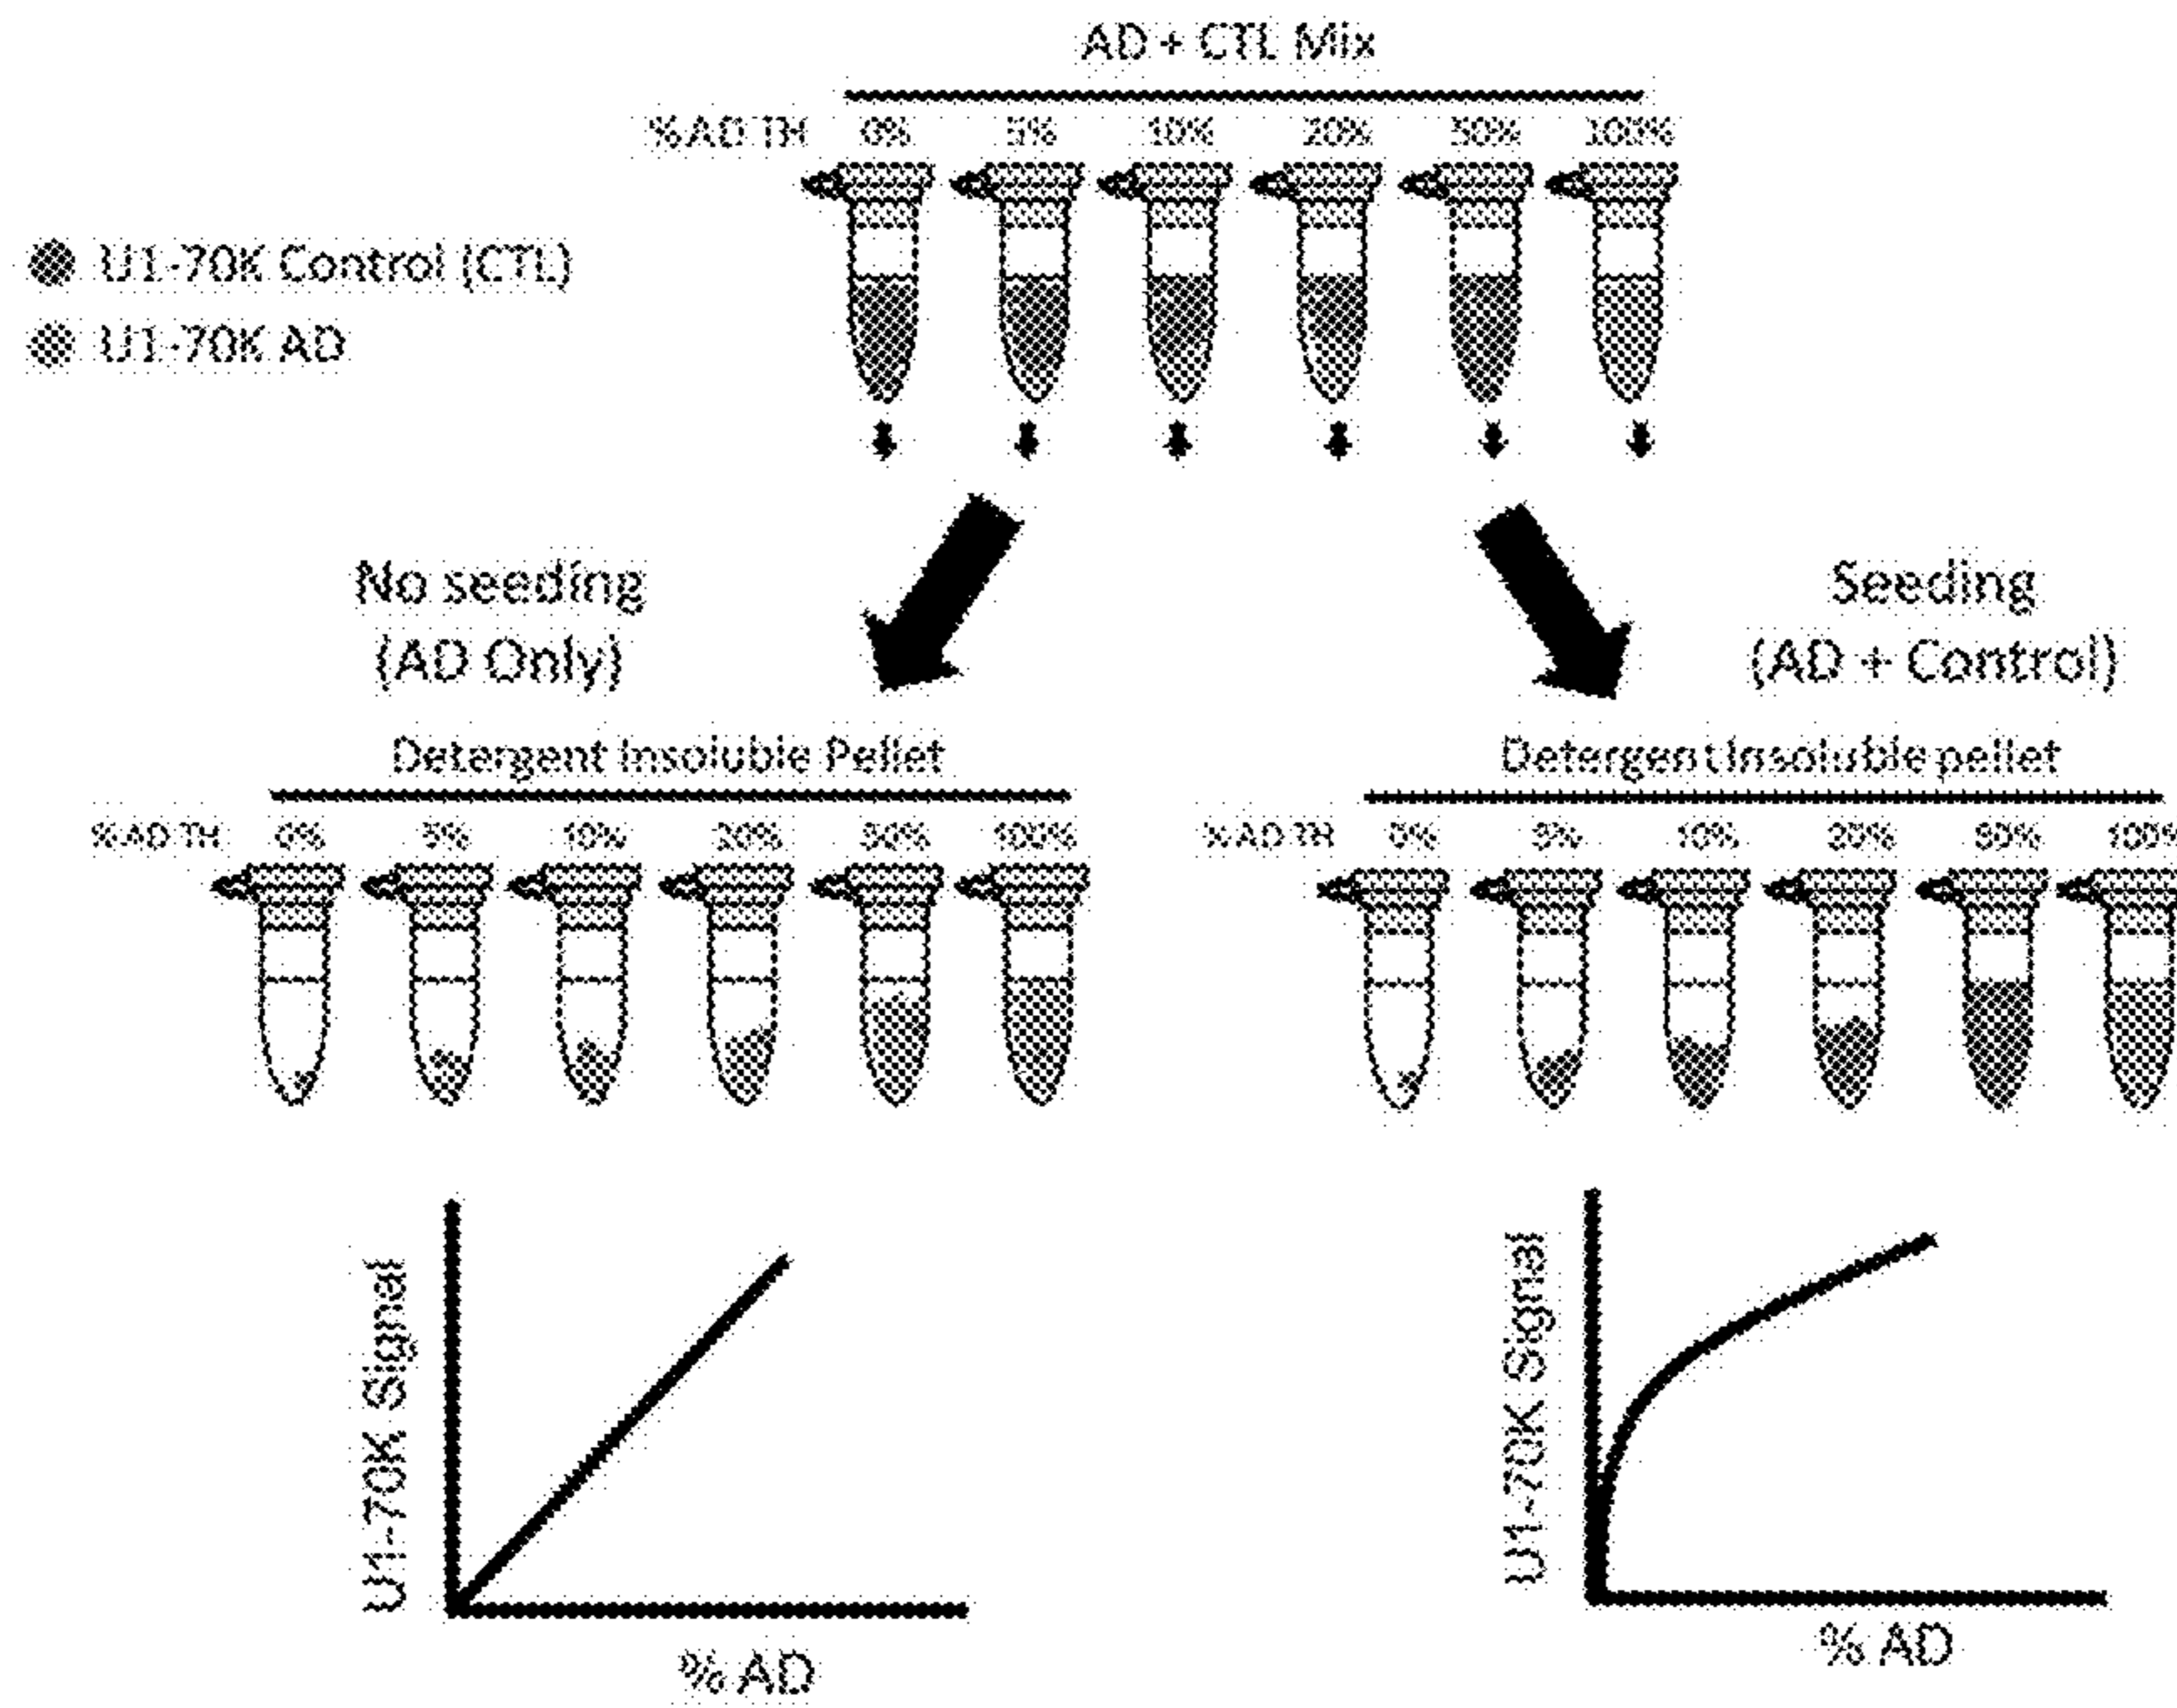 AD + CTL Mix
%AD TH 0% 5% 10% 20% 50% 100%
U1-70K Control (CTL)
U1-70K AD
No seeding
(AD Only)
Seeding
(AD + Control)
Detergent Insoluble Pellet
%AD TH 0% 5% 10% 20% 50% 100%
Detergent Insoluble pellet
%AD TH 0% 5% 10% 20% 50% 100%
U1-70K Signal
% AD
U1-70K Signal
% AD